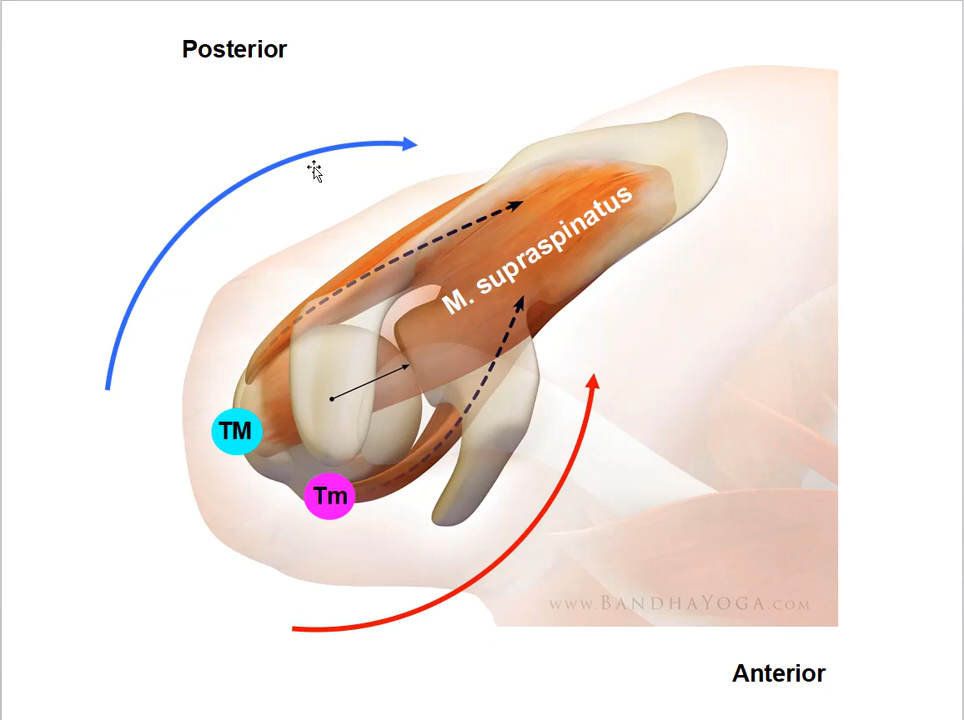 Posterior
M. supraspinatus
TM
Tm
www.BandhaYoga.com
Anterior